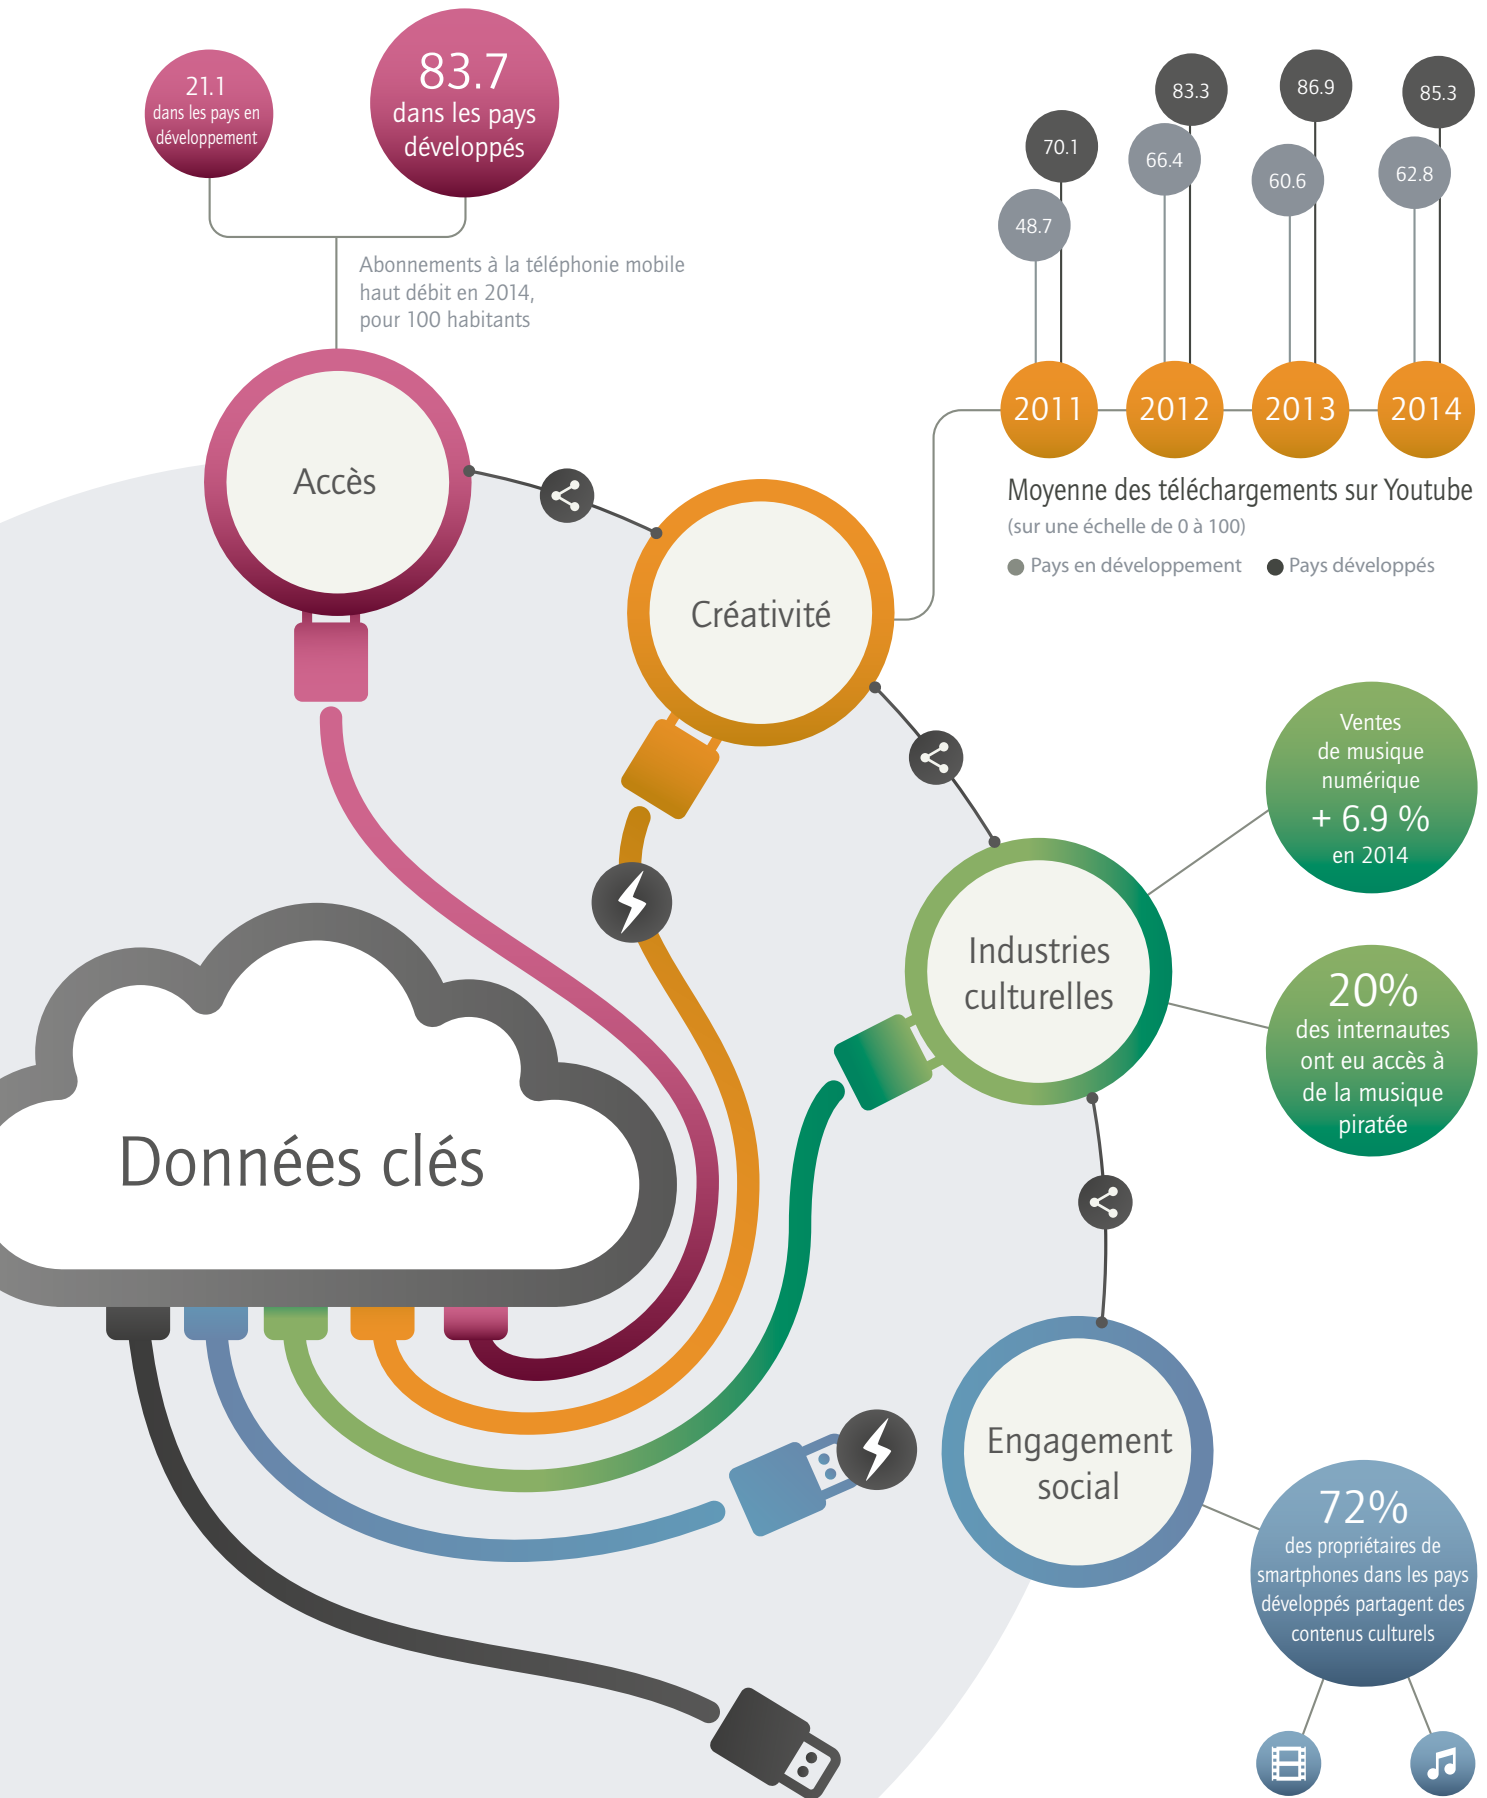 21.1
dans les pays en
développement
83.7
dans les pays
développés
Abonnements à la téléphonie mobile
haut débit en 2014,
pour 100 habitants
Accès
70.1
48.7
83.3
66.4
86.9
60.6
85.3
62.8
2011
2012
2013
2014
Moyenne des téléchargements sur Youtube
(sur une échelle de 0 à 100)
Pays en développement
Pays développés
Créativité
Ventes
de musique
numérique
+ 6.9 %
en 2014
Industries
culturelles
20%
des internautes
ont eu accès à
de la musique
piratée
Données clés
Engagement
social
72%
des propriétaires de
smartphones dans les pays
développés partagent des
contenus culturels